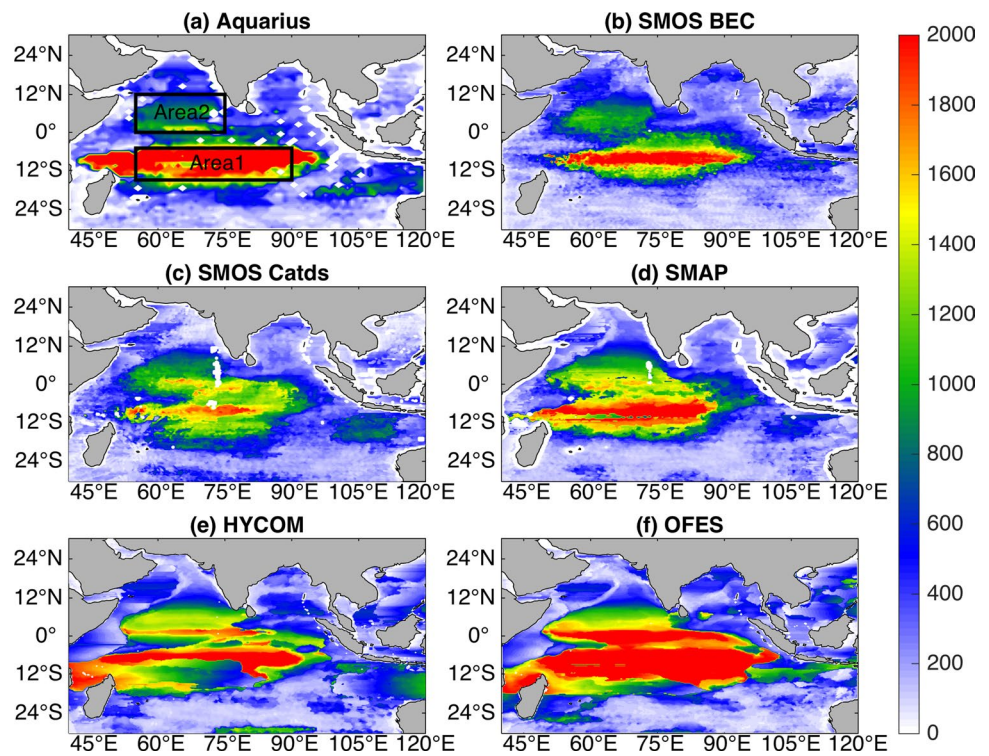 (a) Aquarius
(b) SMOS BEC
24°N
12°N
0°
12°S
24°S
Area2
Area1
45°E 60°E 75°E 90°E 105°E 120°E
24°N
12°N
0°
12°S
24°S
45°E 60°E 75°E 90°E 105°E 120°E
(c) SMOS Catds
(d) SMAP
24°N
12°N
0°
12°S
24°S
45°E 60°E 75°E 90°E 105°E 120°E
24°N
12°N
0°
12°S
24°S
45°E 60°E 75°E 90°E 105°E 120°E
(e) HYCOM
(f) OFES
24°N
12°N
0°
12°S
24°S
45°E 60°E 75°E 90°E 105°E 120°E
24°N
12°N
0°
12°S
24°S
45°E 60°E 75°E 90°E 105°E 120°E
2000
1800
1600
1400
1200
1000
800
600
400
200
0